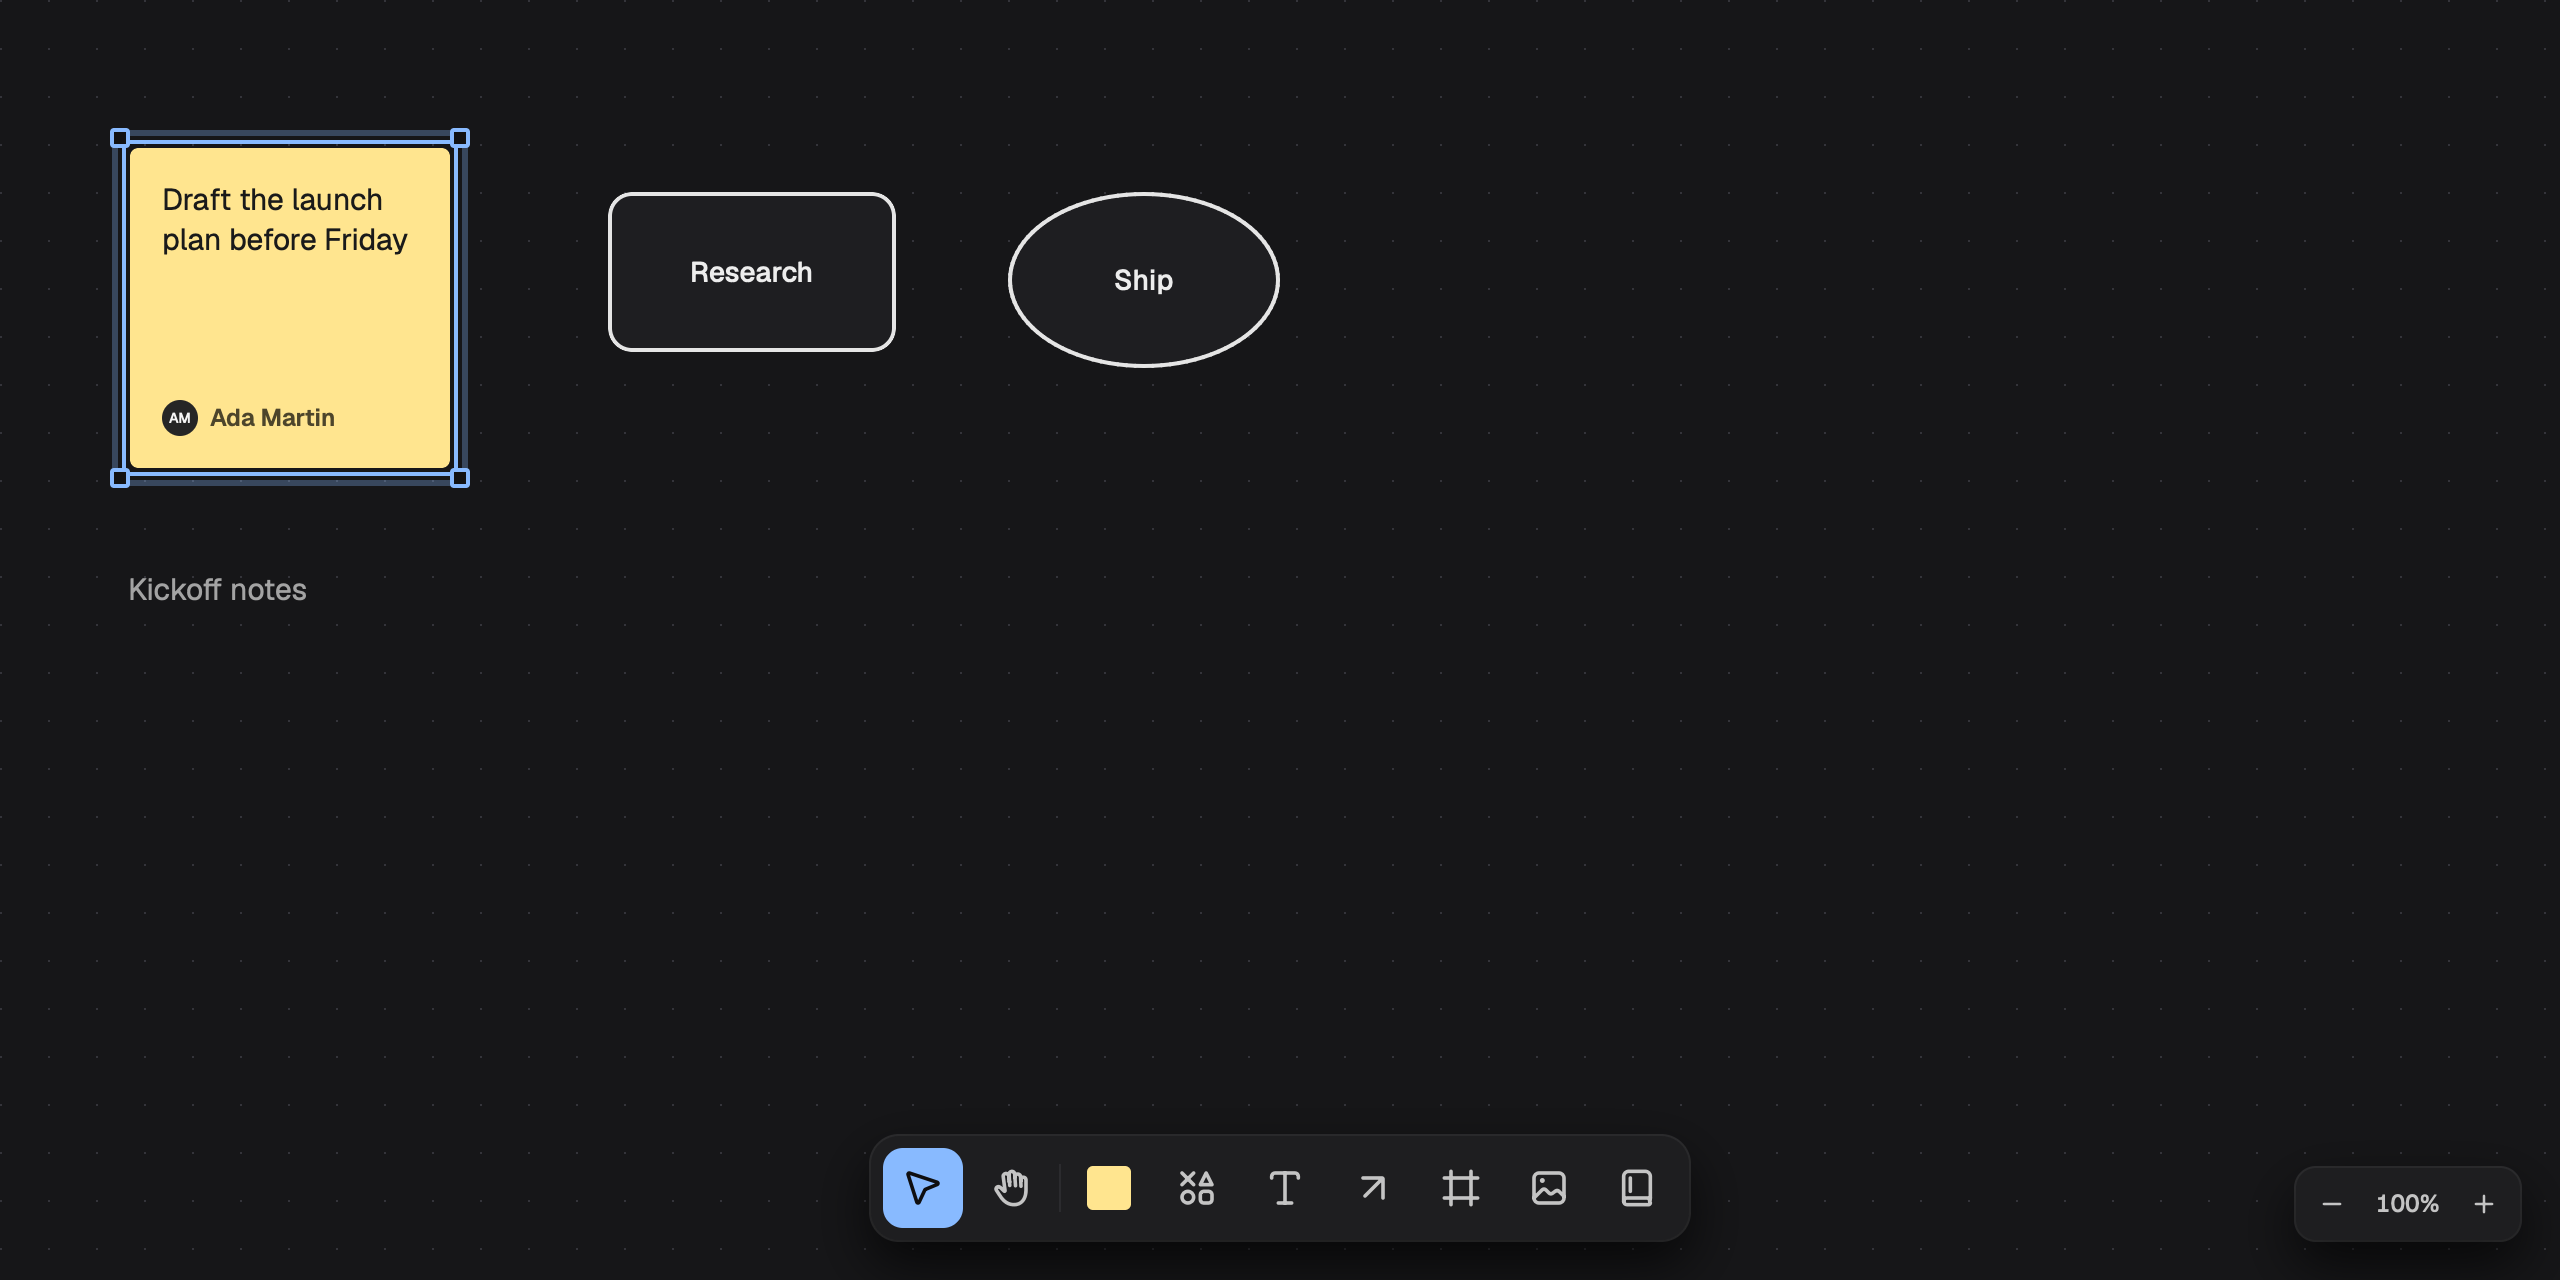 Draft the launch
plan before Friday
AM Ada Martin
Research
Ship
Kickoff notes
100%